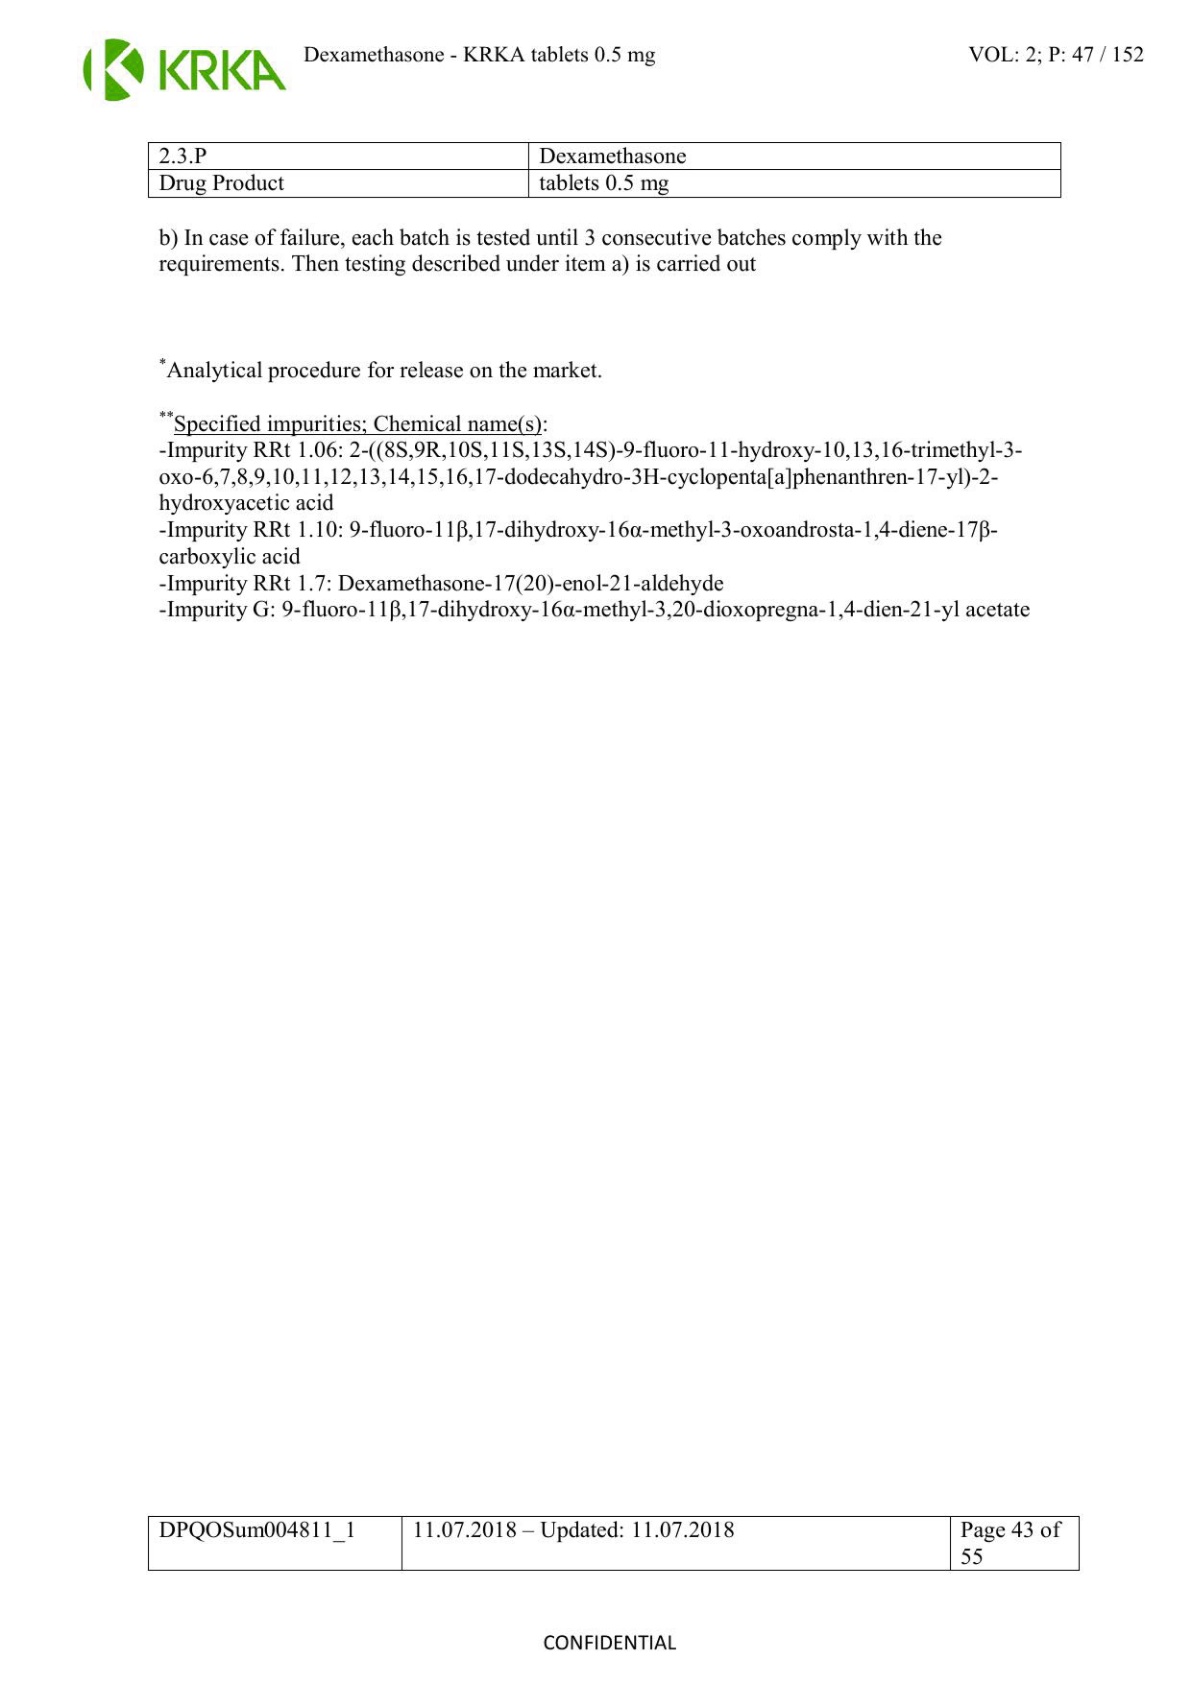 KRKA
Dexamethasone - KRKA tablets 0.5 mg
VOL: 2; P: 47 / 152
2.3.P
Dexamethasone
Drug Product
tablets 0.5 mg
b) In case of failure, each batch is tested until 3 consecutive batches comply with the
requirements. Then testing described under item a) is carried out
*Analytical procedure for release on the market.
**Specified impurities; Chemical name(s):
-Impurity RRt 1.06: 2-((8S,9R,10S,11S,13S,14S)-9-fluoro-11-hydroxy-10,13,16-trimethyl-3-
oxo-6,7,8,9,10,11,12,13,14,15,16,17-dodecahydro-3H-cyclopenta[a]phenanthren-17-yl)-2-
hydroxyacetic acid
-Impurity RRt 1.10: 9-fluoro-11β,17-dihydroxy-16α-methyl-3-oxoandrosta-1,4-diene-17β-
carboxylic acid
-Impurity RRt 1.7: Dexamethasone-17(20)-enol-21-aldehyde
-Impurity G: 9-fluoro-11β,17-dihydroxy-16α-methyl-3,20-dioxopregna-1,4-dien-21-yl acetate
DPQOSum004811_1
11.07.2018 – Updated: 11.07.2018
Page 43 of
55
CONFIDENTIAL